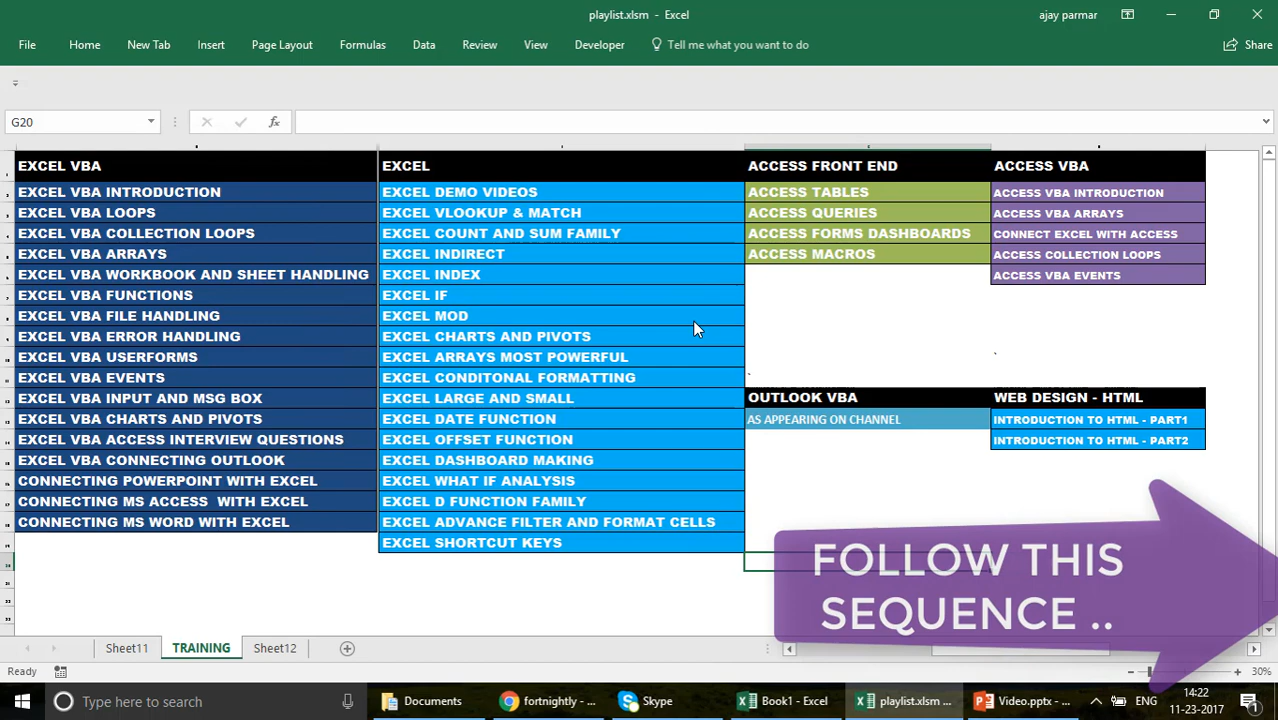 playlist.xlsm - Excel
ajay parmar
File Home New Tab Insert Page Layout Formulas Data Review View Developer Tell me what you want to do Share
G20
fx
EXCEL VBA
EXCEL VBA INTRODUCTION
EXCEL VBA LOOPS
EXCEL VBA COLLECTION LOOPS
EXCEL VBA ARRAYS
EXCEL VBA WORKBOOK AND SHEET HANDLING
EXCEL VBA FUNCTIONS
EXCEL VBA FILE HANDLING
EXCEL VBA ERROR HANDLING
EXCEL VBA USERFORMS
EXCEL VBA EVENTS
EXCEL VBA INPUT AND MSG BOX
EXCEL VBA CHARTS AND PIVOTS
EXCEL VBA ACCESS INTERVIEW QUESTIONS
EXCEL VBA CONNECTING OUTLOOK
CONNECTING POWERPOINT WITH EXCEL
CONNECTING MS ACCESS WITH EXCEL
CONNECTING MS WORD WITH EXCEL
EXCEL
EXCEL DEMO VIDEOS
EXCEL VLOOKUP & MATCH
EXCEL COUNT AND SUM FAMILY
EXCEL INDIRECT
EXCEL INDEX
EXCEL IF
EXCEL MOD
EXCEL CHARTS AND PIVOTS
EXCEL ARRAYS MOST POWERFUL
EXCEL CONDITONAL FORMATTING
EXCEL LARGE AND SMALL
EXCEL DATE FUNCTION
EXCEL OFFSET FUNCTION
EXCEL DASHBOARD MAKING
EXCEL WHAT IF ANALYSIS
EXCEL D FUNCTION FAMILY
EXCEL ADVANCE FILTER AND FORMAT CELLS
EXCEL SHORTCUT KEYS
ACCESS FRONT END
ACCESS TABLES
ACCESS QUERIES
ACCESS FORMS DASHBOARDS
ACCESS MACROS
ACCESS VBA
ACCESS VBA INTRODUCTION
ACCESS VBA ARRAYS
CONNECT EXCEL WITH ACCESS
ACCESS COLLECTION LOOPS
ACCESS VBA EVENTS
OUTLOOK VBA
AS APPEARING ON CHANNEL
WEB DESIGN - HTML
INTRODUCTION TO HTML - PART1
INTRODUCTION TO HTML - PART2
FOLLOW THIS
SEQUENCE ..
Sheet11 TRAINING Sheet12
Ready
30%
Type here to search
Documents
fortnightly - ...
Skype
Book1 - Excel
playlist.xlsm ...
Video.pptx - ...
ENG
14:22
11-23-2017
1